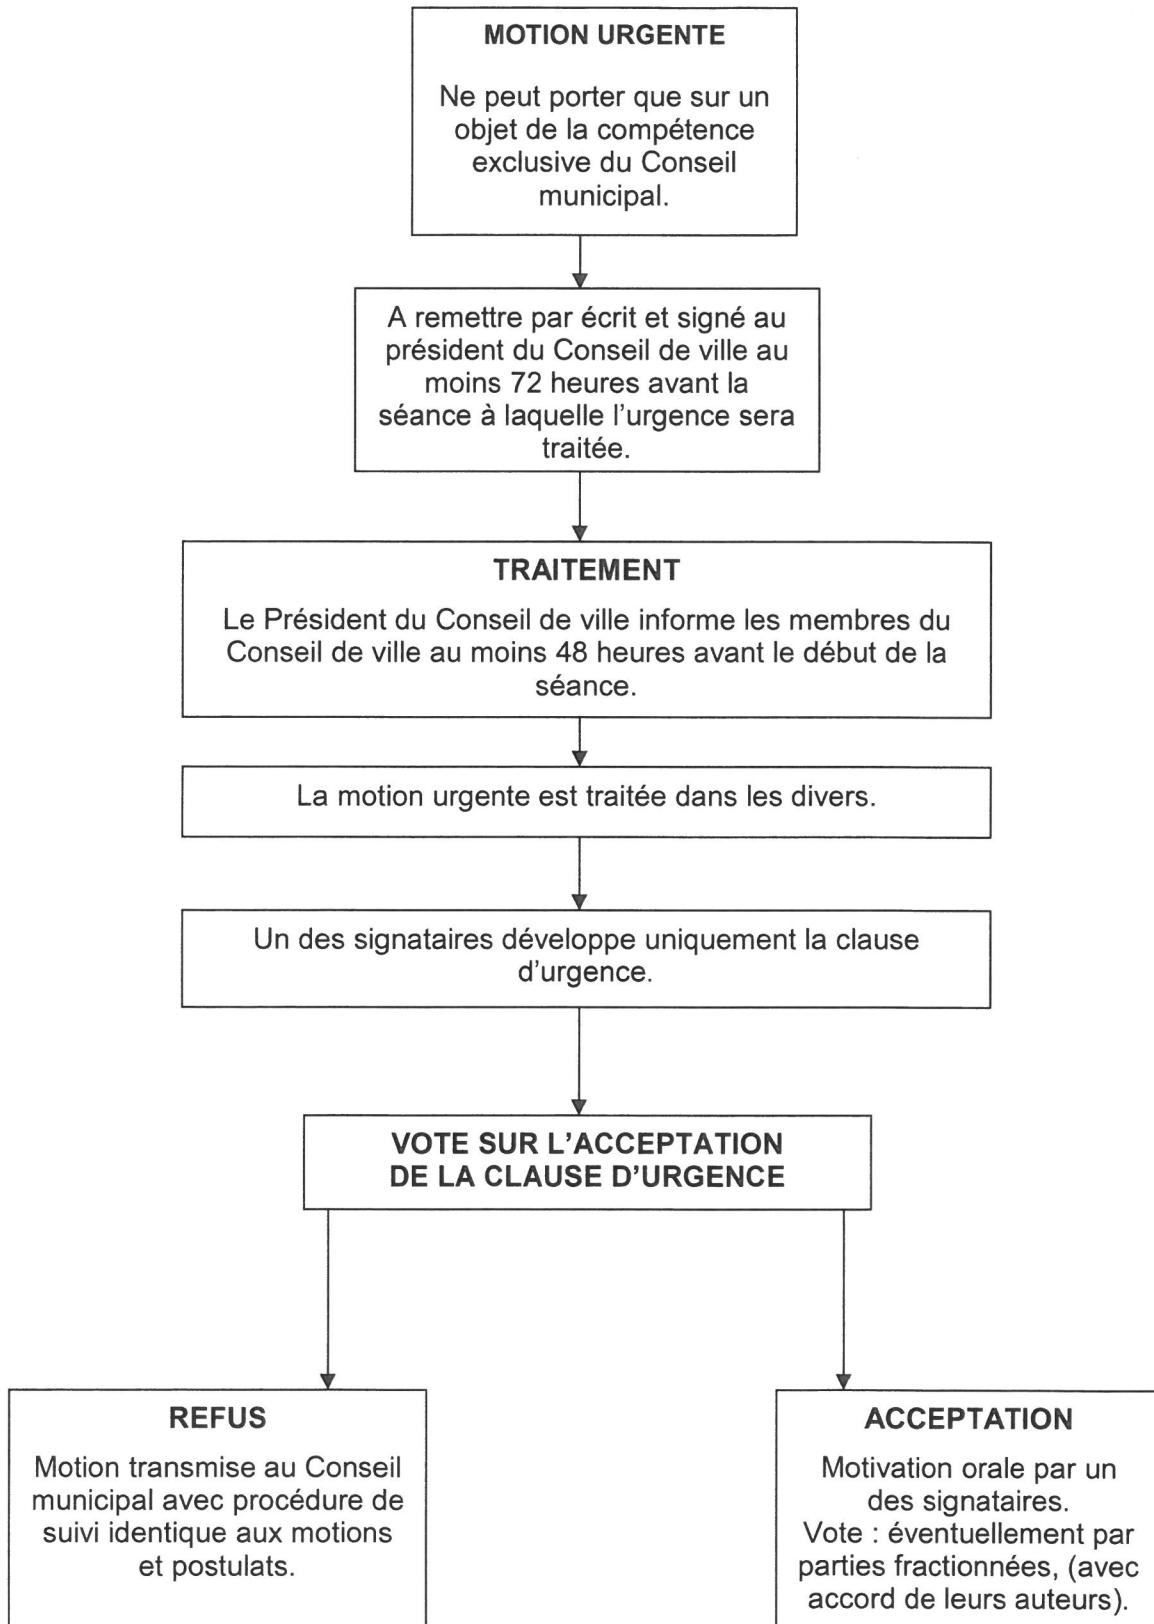 MOTION URGENTE
Ne peut porter que sur un
objet de la compétence
exclusive du Conseil
municipal.
A remettre par écrit et signé au
président du Conseil de ville au
moins 72 heures avant la
séance à laquelle l'urgence sera
traitée.
TRAITEMENT
Le Président du Conseil de ville informe les membres du
Conseil de ville au moins 48 heures avant le début de la
séance.
La motion urgente est traitée dans les divers.
Un des signataires développe uniquement la clause
d'urgence.
VOTE SUR L'ACCEPTATION
DE LA CLAUSE D'URGENCE
REFUS
Motion transmise au Conseil
municipal avec procédure de
suivi identique aux motions
et postulats.
ACCEPTATION
Motivation orale par un
des signataires.
Vote : éventuellement par
parties fractionnées, (avec
accord de leurs auteurs).